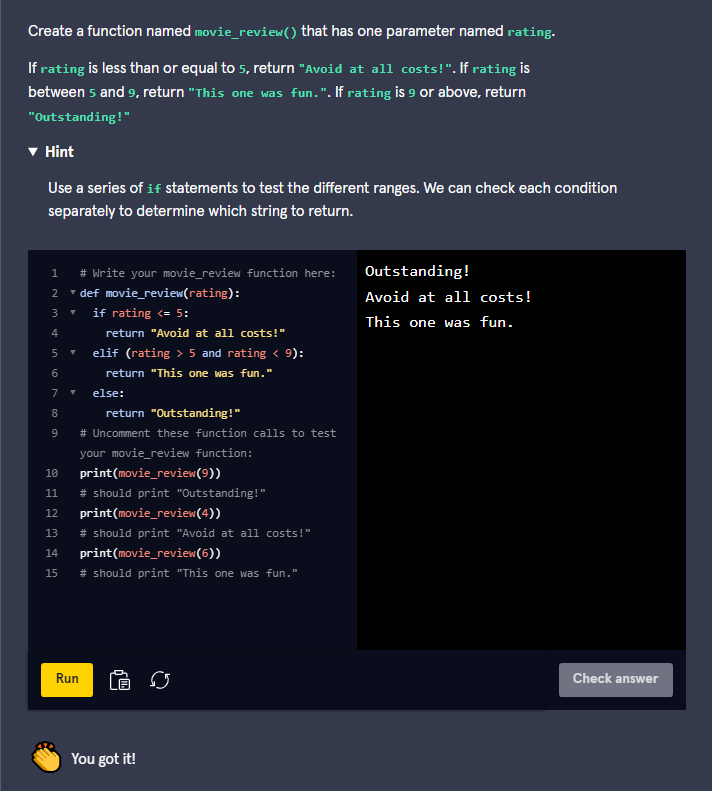 Create a function named movie_review() that has one parameter named rating.
If rating is less than or equal to 5, return "Avoid at all costs!". If rating is
between 5 and 9, return "This one was fun.". If rating is 9 or above, return
"Outstanding!"
▼ Hint
Use a series of if statements to test the different ranges. We can check each condition
separately to determine which string to return.
1 # Write your movie_review function here:
2 ▼ def movie_review(rating):
3 ▼ if rating <= 5:
4 return "Avoid at all costs!"
5 ▼ elif (rating > 5 and rating < 9):
6 return "This one was fun."
7 ▼ else:
8 return "Outstanding!"
9 # Uncomment these function calls to test
your movie_review function:
10 print(movie_review(9))
11 # should print "Outstanding!"
12 print(movie_review(4))
13 # should print "Avoid at all costs!"
14 print(movie_review(6))
15 # should print "This one was fun."
Outstanding!
Avoid at all costs!
This one was fun.
Run
Check answer
You got it!